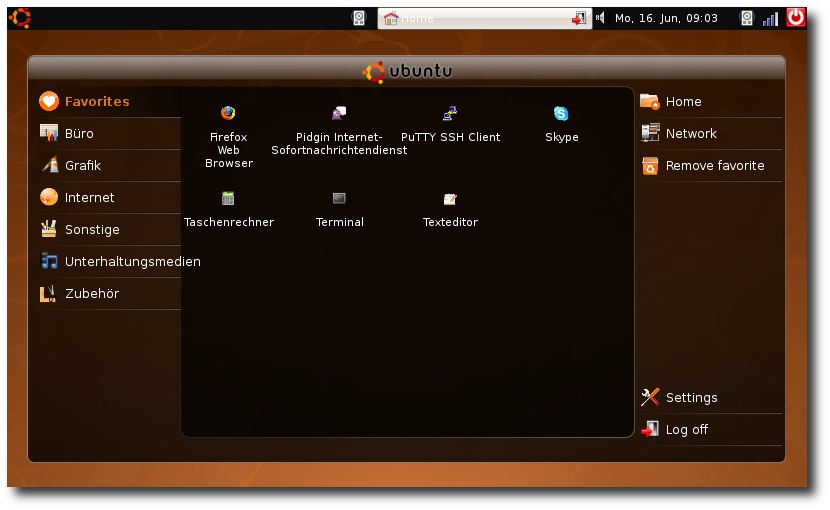 Home
Mo, 16. Jun, 09:03
ubuntu
Favorites
Büro
Grafik
Internet
Sonstige
Unterhaltungsmedien
Zubehör
Firefox
Web
Browser
Pidgin Internet-
Sofortnachrichtendienst
PuTTY SSH Client
Skype
Taschenrechner
Terminal
Texteditor
Home
Network
Remove favorite
Settings
Log off